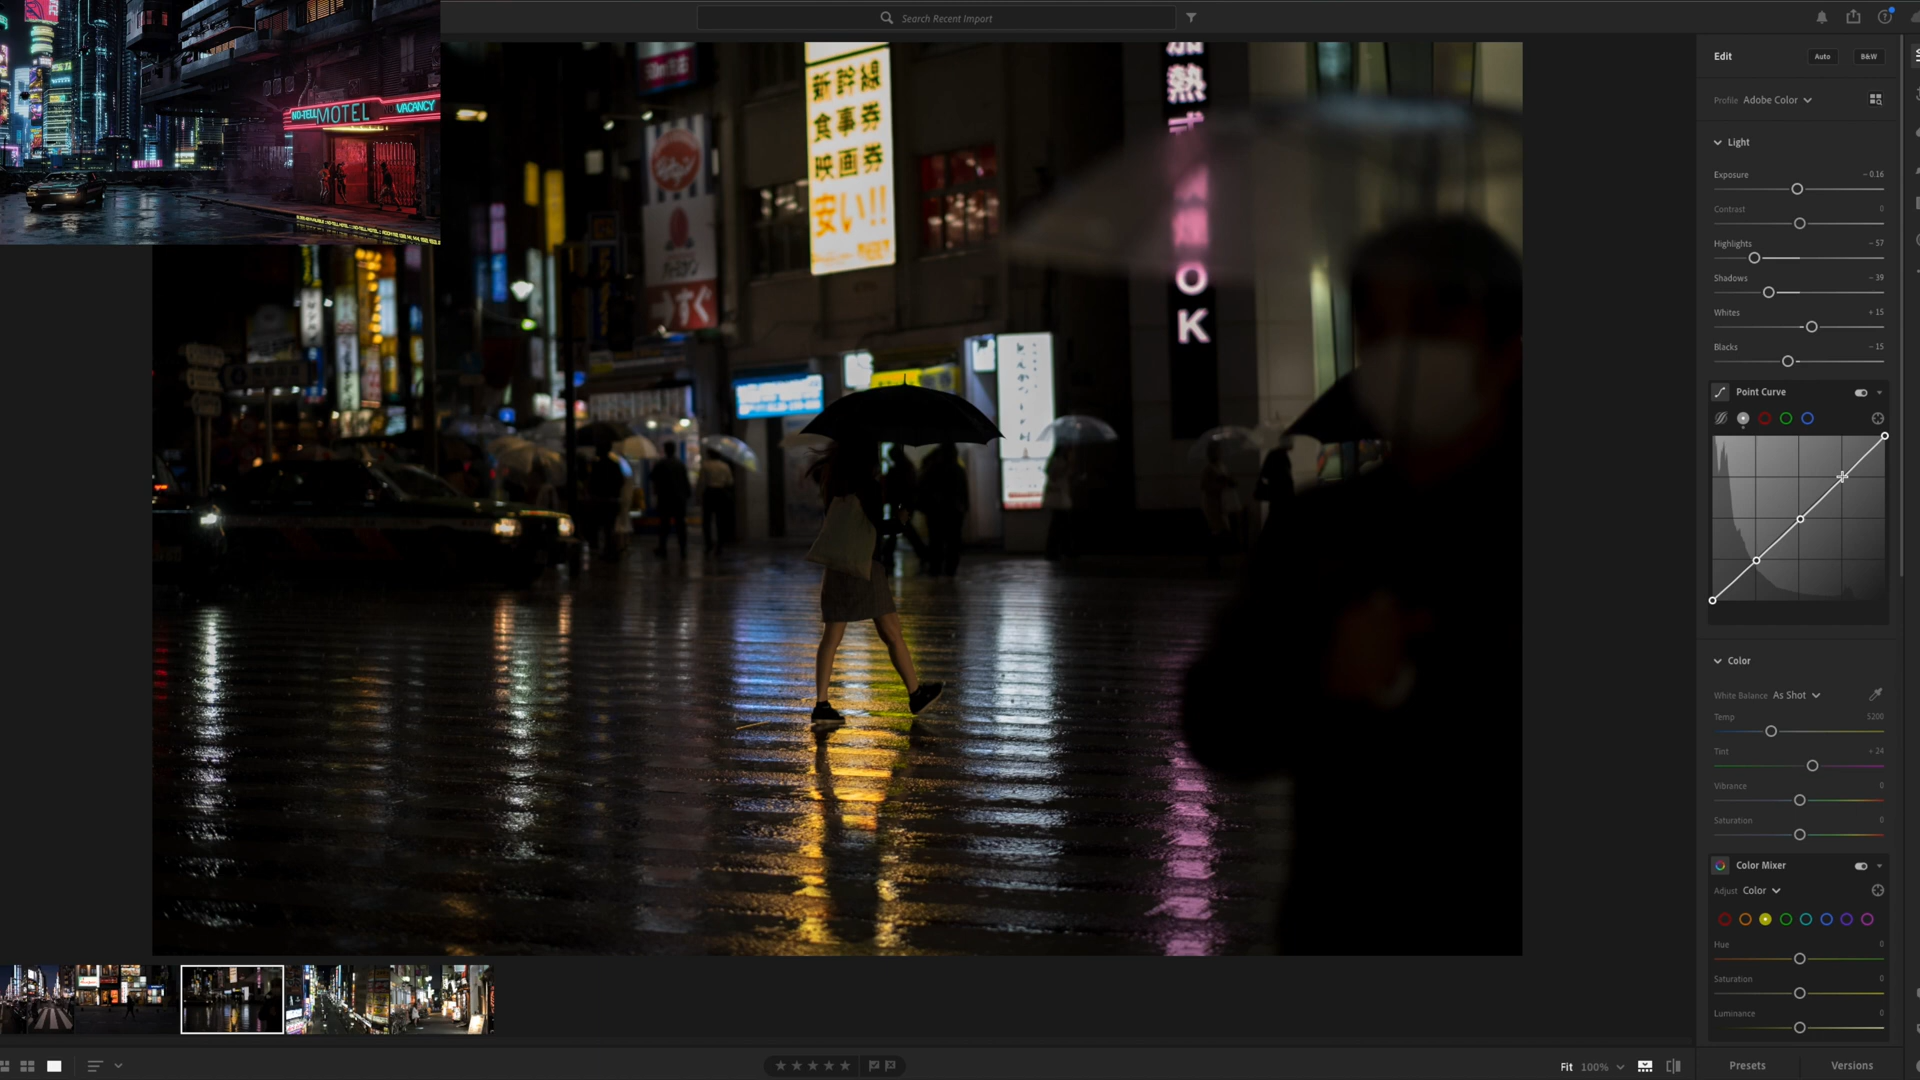 Search Recent Import
NO-TELL MOTEL
VACANCY
新幹線
食事券
映画券
安い!!
熱
O
K
すぐ
Edit
Auto
B&W
Profile Adobe Color
Light
Exposure − 0.16
Contrast 0
Highlights − 57
Shadows − 39
Whites + 15
Blacks − 15
Point Curve
Color
White Balance As Shot
Temp 5200
Tint + 24
Vibrance 0
Saturation 0
Color Mixer
Adjust Color
Hue 0
Saturation 0
Luminance 0
Fit 100%
Presets
Versions